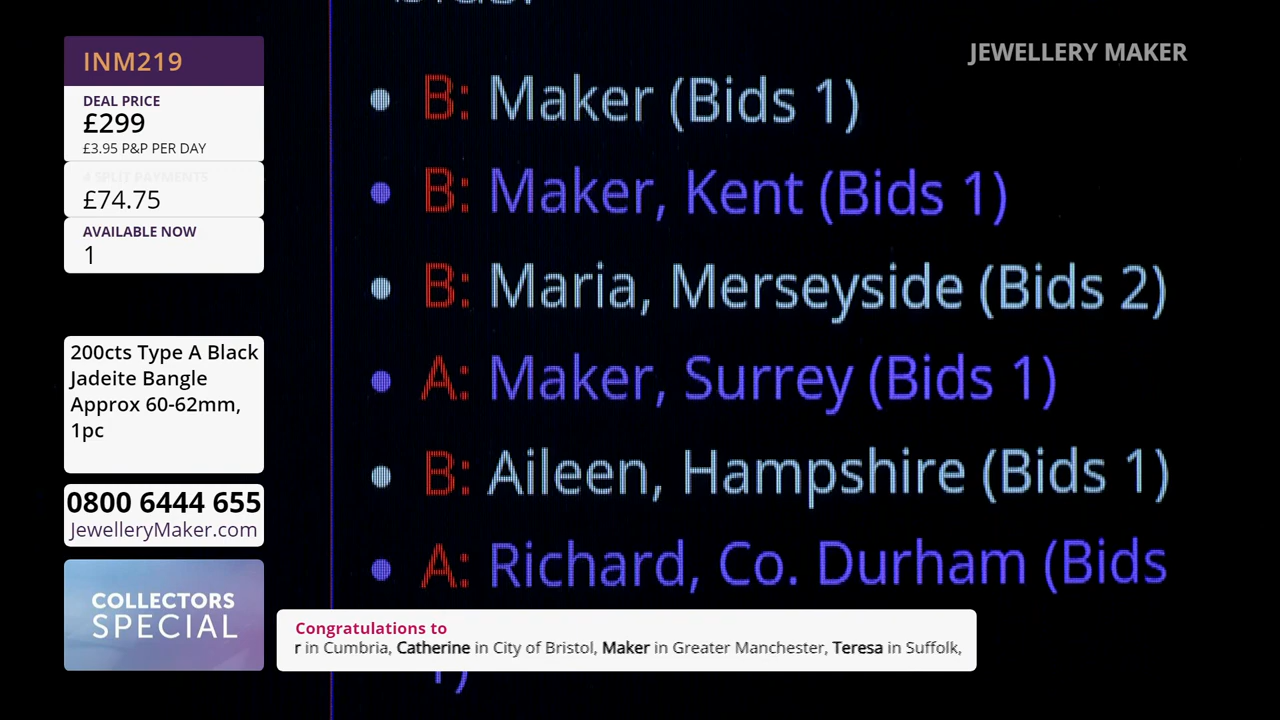 INM219
DEAL PRICE
£299
£3.95 P&P PER DAY
4 SPLIT PAYMENTS
£74.75
AVAILABLE NOW
1
200cts Type A Black
Jadeite Bangle
Approx 60-62mm,
1pc
0800 6444 655
JewelleryMaker.com
COLLECTORS
SPECIAL
JEWELLERY MAKER
• B: Maker (Bids 1)
• B: Maker, Kent (Bids 1)
• B: Maria, Merseyside (Bids 2)
• A: Maker, Surrey (Bids 1)
• B: Aileen, Hampshire (Bids 1)
• A: Richard, Co. Durham (Bids
1)
Congratulations to
r in Cumbria, Catherine in City of Bristol, Maker in Greater Manchester, Teresa in Suffolk,